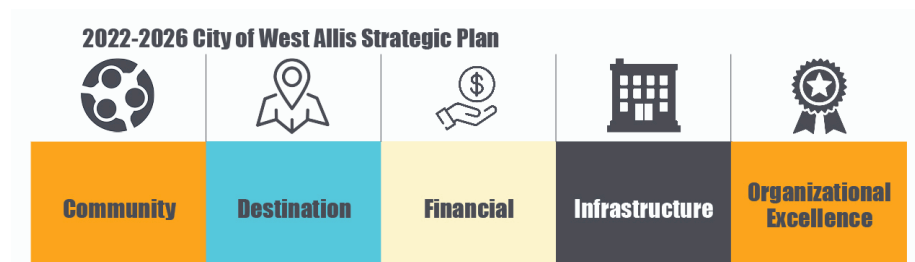 2022-2026 City of West Allis Strategic Plan
$
Community
Destination
Financial
Infrastructure
Organizational
Excellence